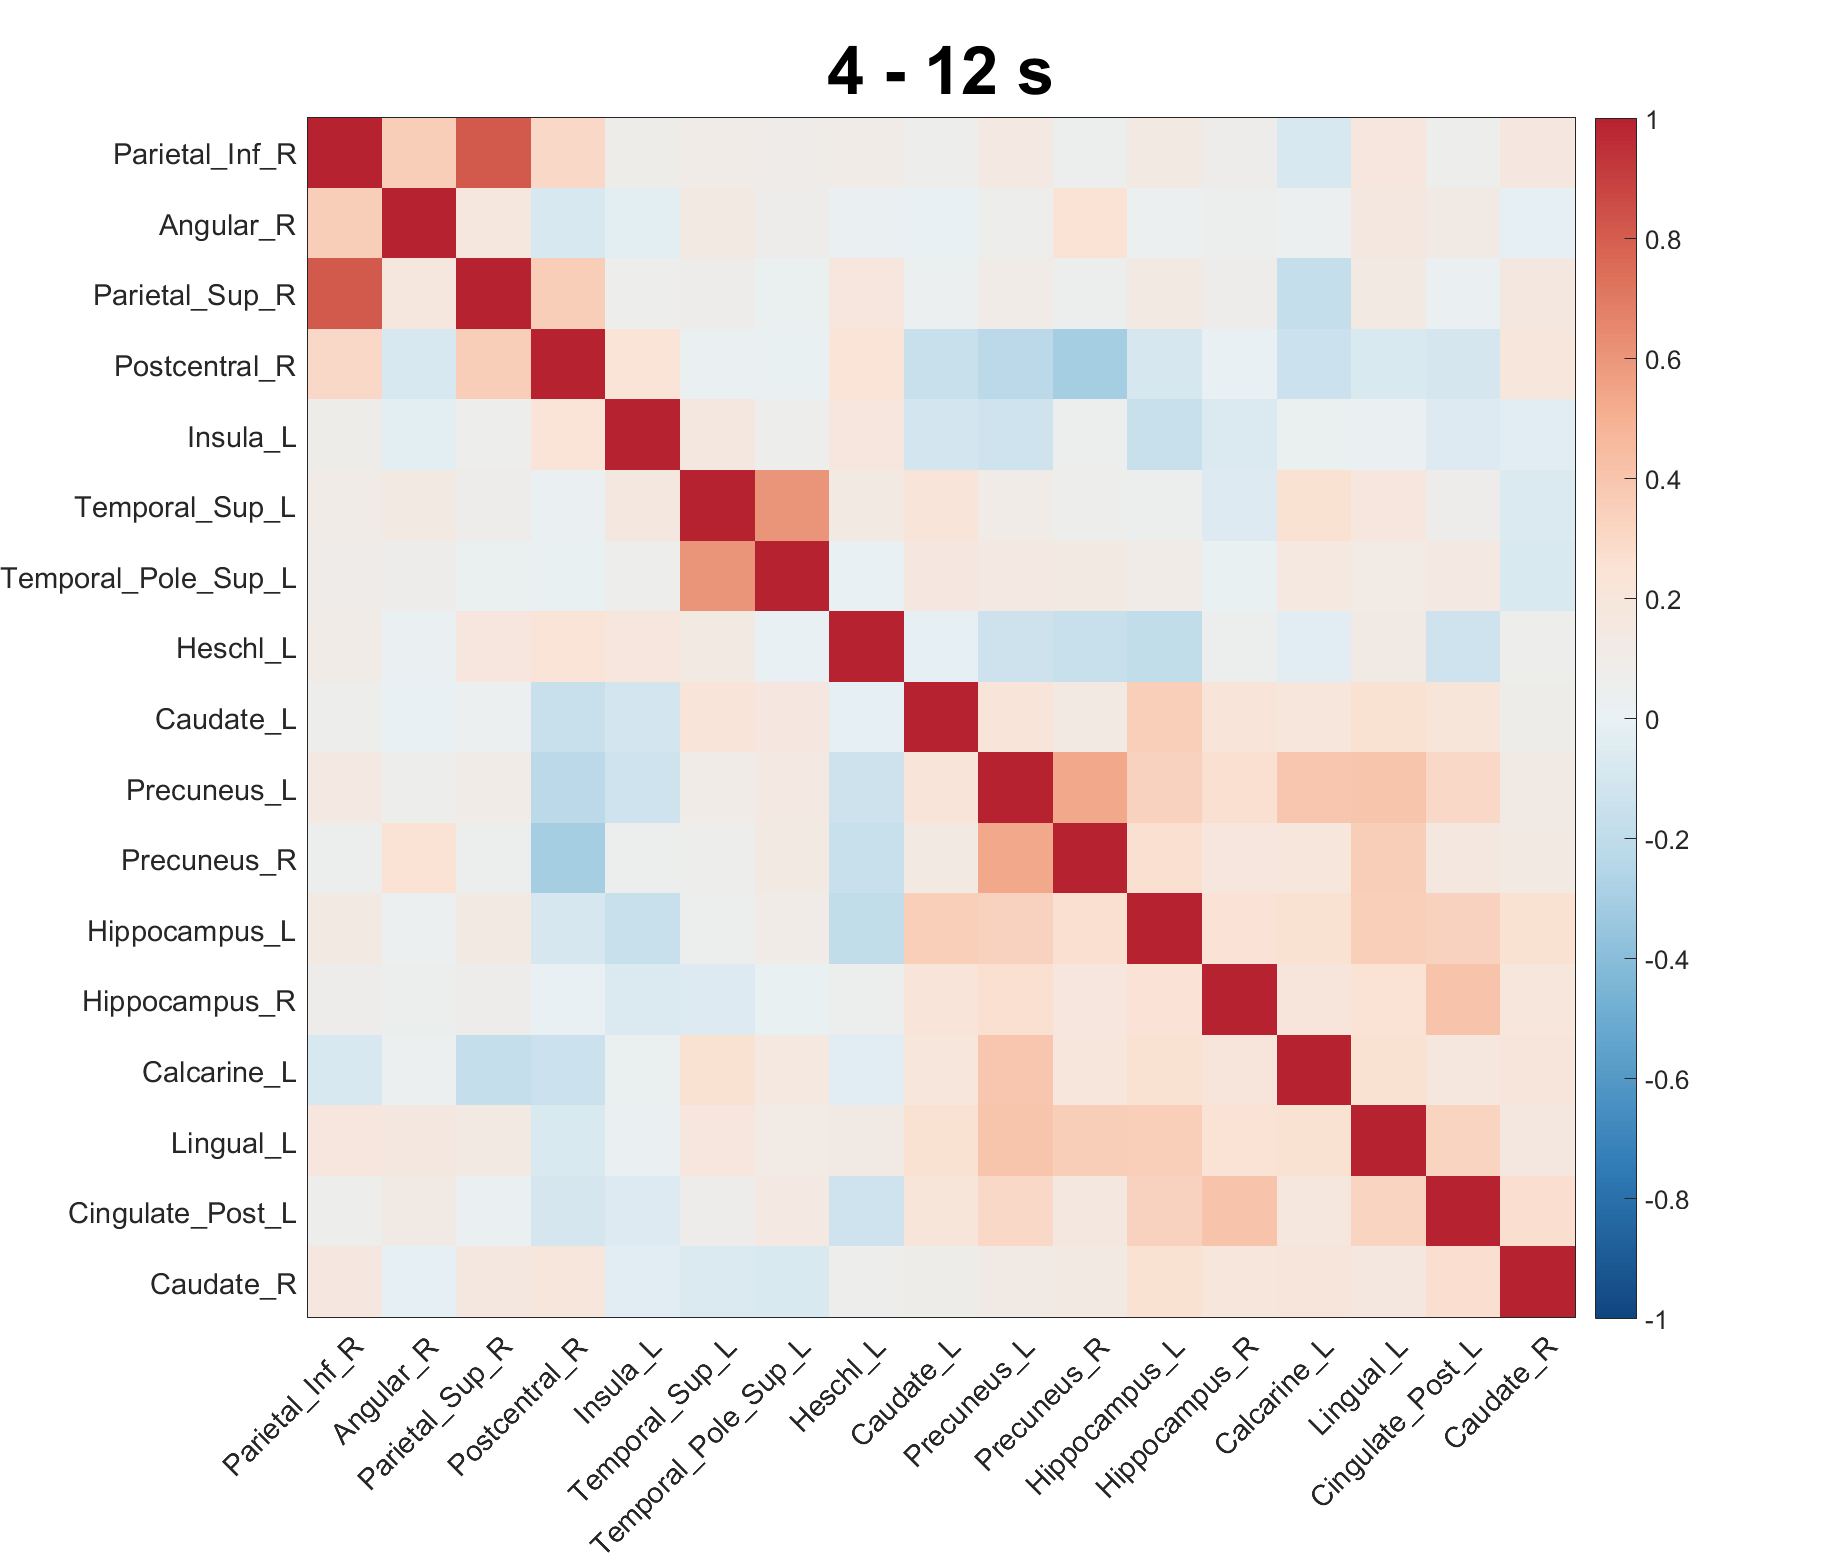 4 - 12 s
Parietal_Inf_R
Angular_R
Parietal_Sup_R
Postcentral_R
Insula_L
Temporal_Sup_L
Temporal_Pole_Sup_L
Heschl_L
Caudate_L
Precuneus_L
Precuneus_R
Hippocampus_L
Hippocampus_R
Calcarine_L
Lingual_L
Cingulate_Post_L
Caudate_R
Parietal_Inf_R
Angular_R
Parietal_Sup_R
Postcentral_R
Insula_L
Temporal_Sup_L
Temporal_Pole_Sup_L
Heschl_L
Caudate_L
Precuneus_L
Precuneus_R
Hippocampus_L
Hippocampus_R
Calcarine_L
Lingual_L
Cingulate_Post_L
Caudate_R
1
0.8
0.6
0.4
0.2
0
-0.2
-0.4
-0.6
-0.8
-1